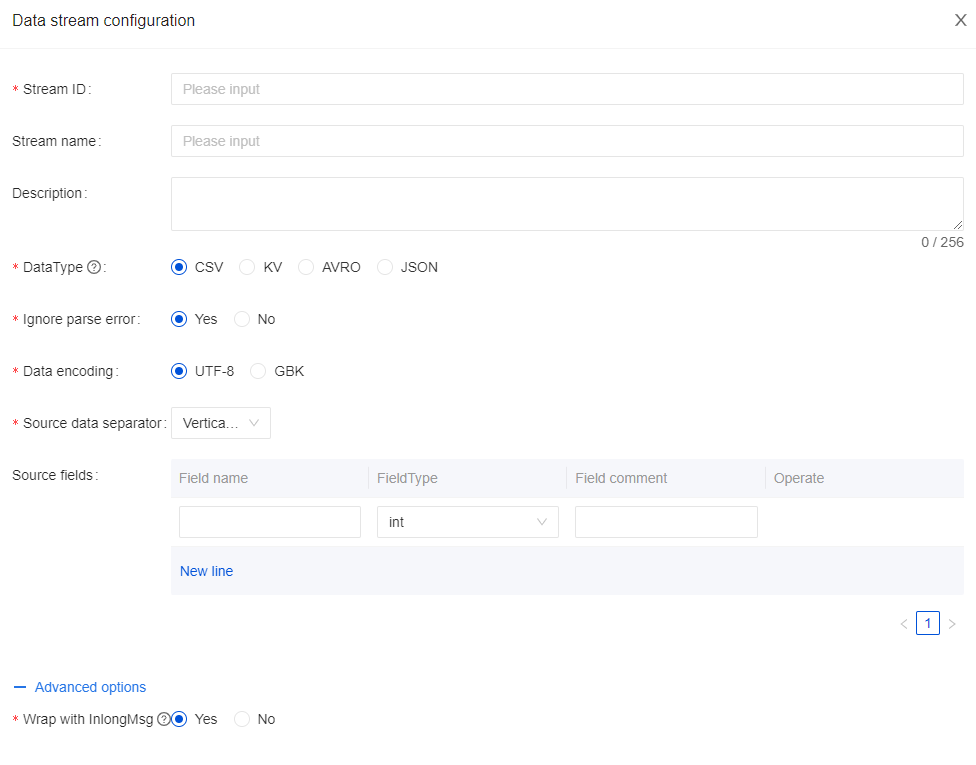 Data stream configuration X
* Stream ID: Please input
Stream name: Please input
Description:
0 / 256
* DataType ?: CSV KV AVRO JSON
* Ignore parse error: Yes No
* Data encoding: UTF-8 GBK
* Source data separator: Vertica...
Source fields: Field name FieldType Field comment Operate
int
New line
< 1 >
— Advanced options
* Wrap with InlongMsg ? Yes No